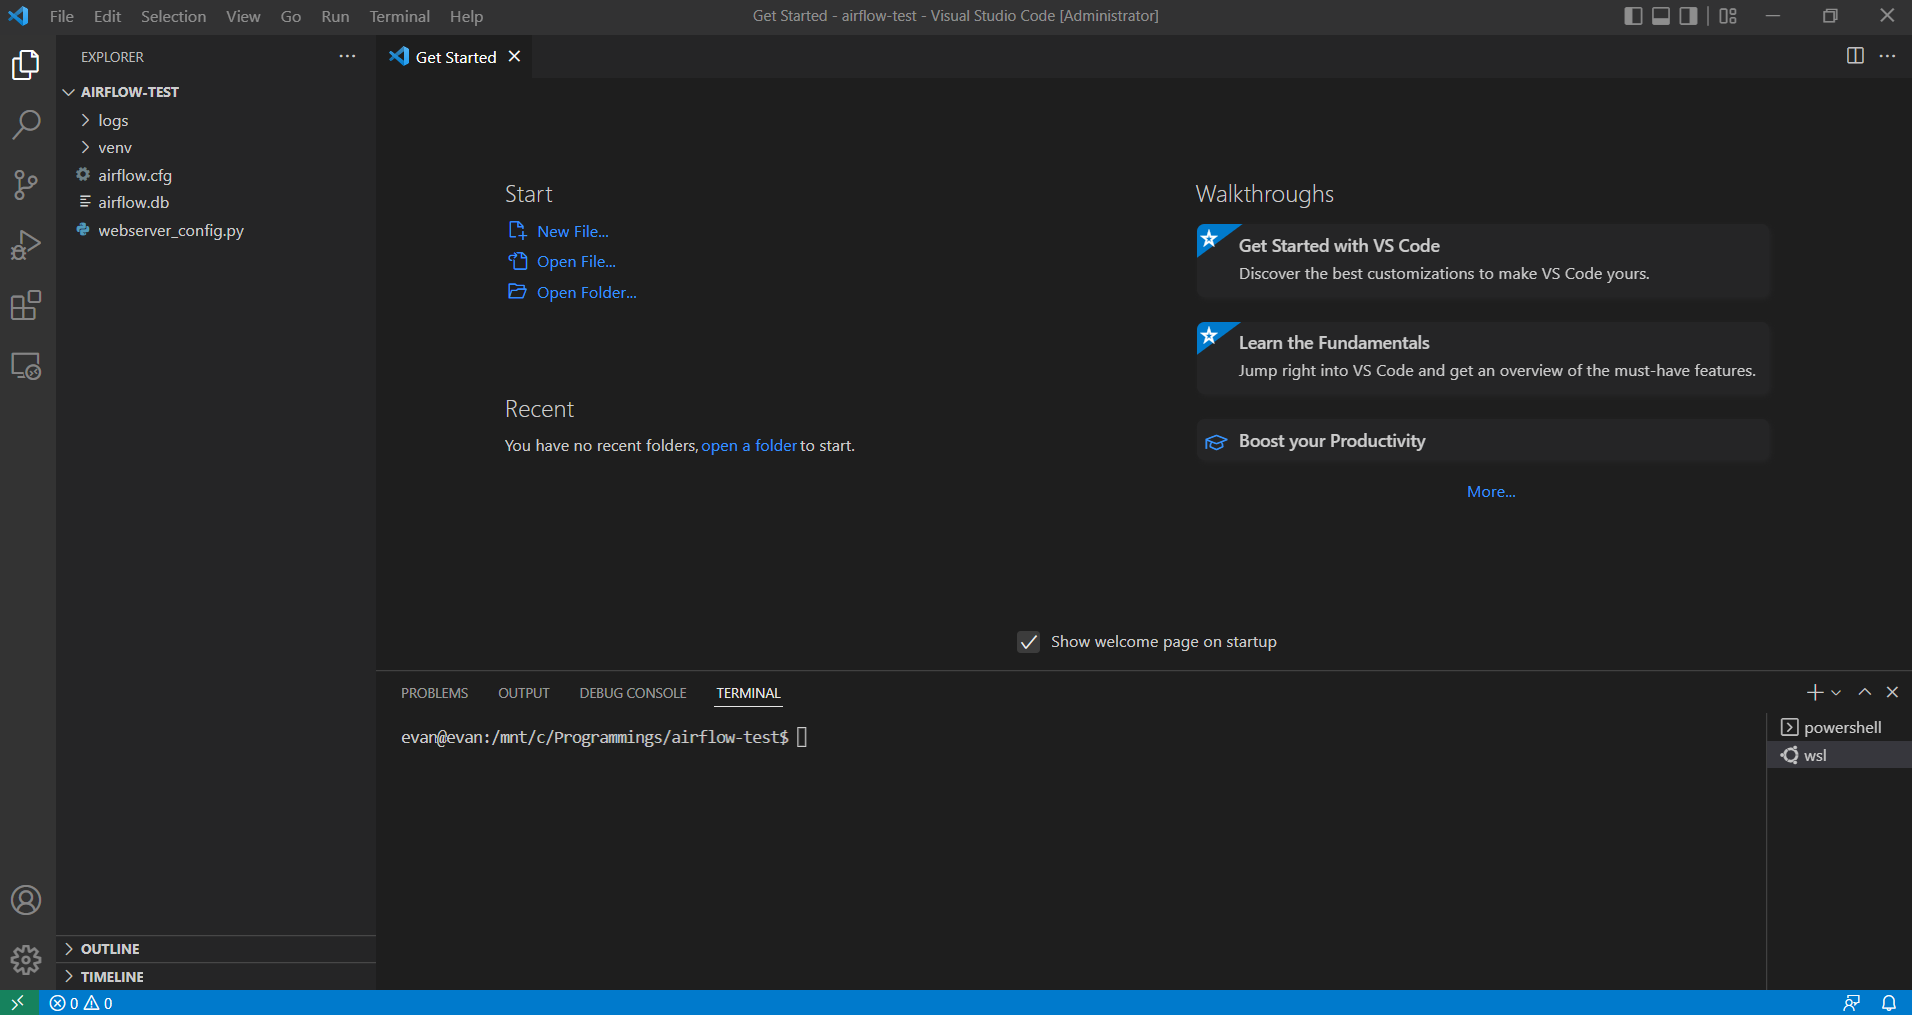 File Edit Selection View Go Run Terminal Help
Get Started - airflow-test - Visual Studio Code [Administrator]
EXPLORER
AIRFLOW-TEST
logs
venv
airflow.cfg
airflow.db
webserver_config.py
OUTLINE
TIMELINE
Get Started
Start
New File...
Open File...
Open Folder...
Recent
You have no recent folders, open a folder to start.
Walkthroughs
Get Started with VS Code
Discover the best customizations to make VS Code yours.
Learn the Fundamentals
Jump right into VS Code and get an overview of the must-have features.
Boost your Productivity
More...
Show welcome page on startup
PROBLEMS OUTPUT DEBUG CONSOLE TERMINAL
evan@evan:/mnt/c/Programmings/airflow-test$
powershell
wsl
0 0